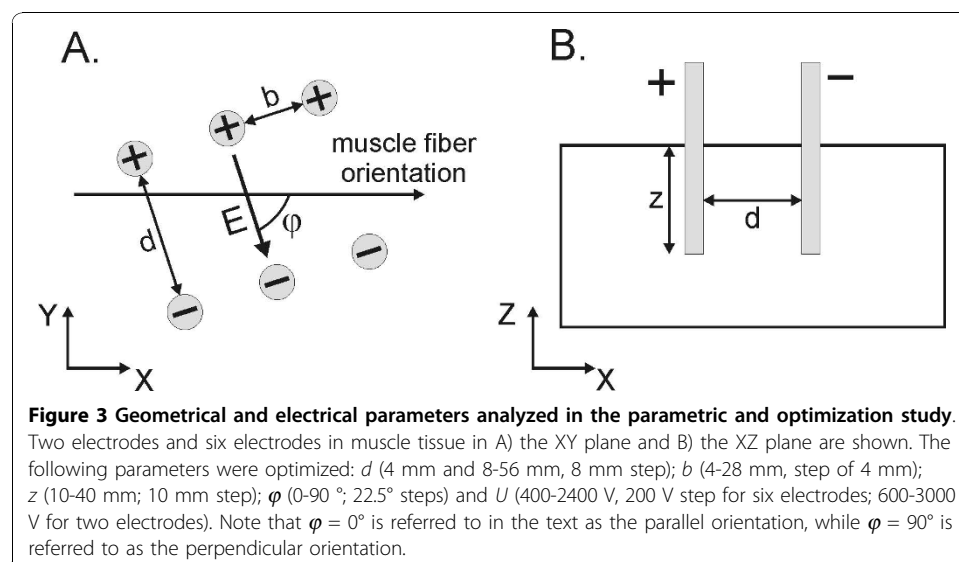 A.
B.
+
b
+
+
−
+
muscle fiber
orientation
z
d
E
φ
d
−
−
−
Y
X
Z
X
Figure 3 Geometrical and electrical parameters analyzed in the parametric and optimization study.
Two electrodes and six electrodes in muscle tissue in A) the XY plane and B) the XZ plane are shown. The
following parameters were optimized: d (4 mm and 8-56 mm, 8 mm step); b (4-28 mm, step of 4 mm);
z (10-40 mm; 10 mm step); φ (0-90 °; 22.5° steps) and U (400-2400 V, 200 V step for six electrodes; 600-3000
V for two electrodes). Note that φ = 0° is referred to in the text as the parallel orientation, while φ = 90° is
referred to as the perpendicular orientation.